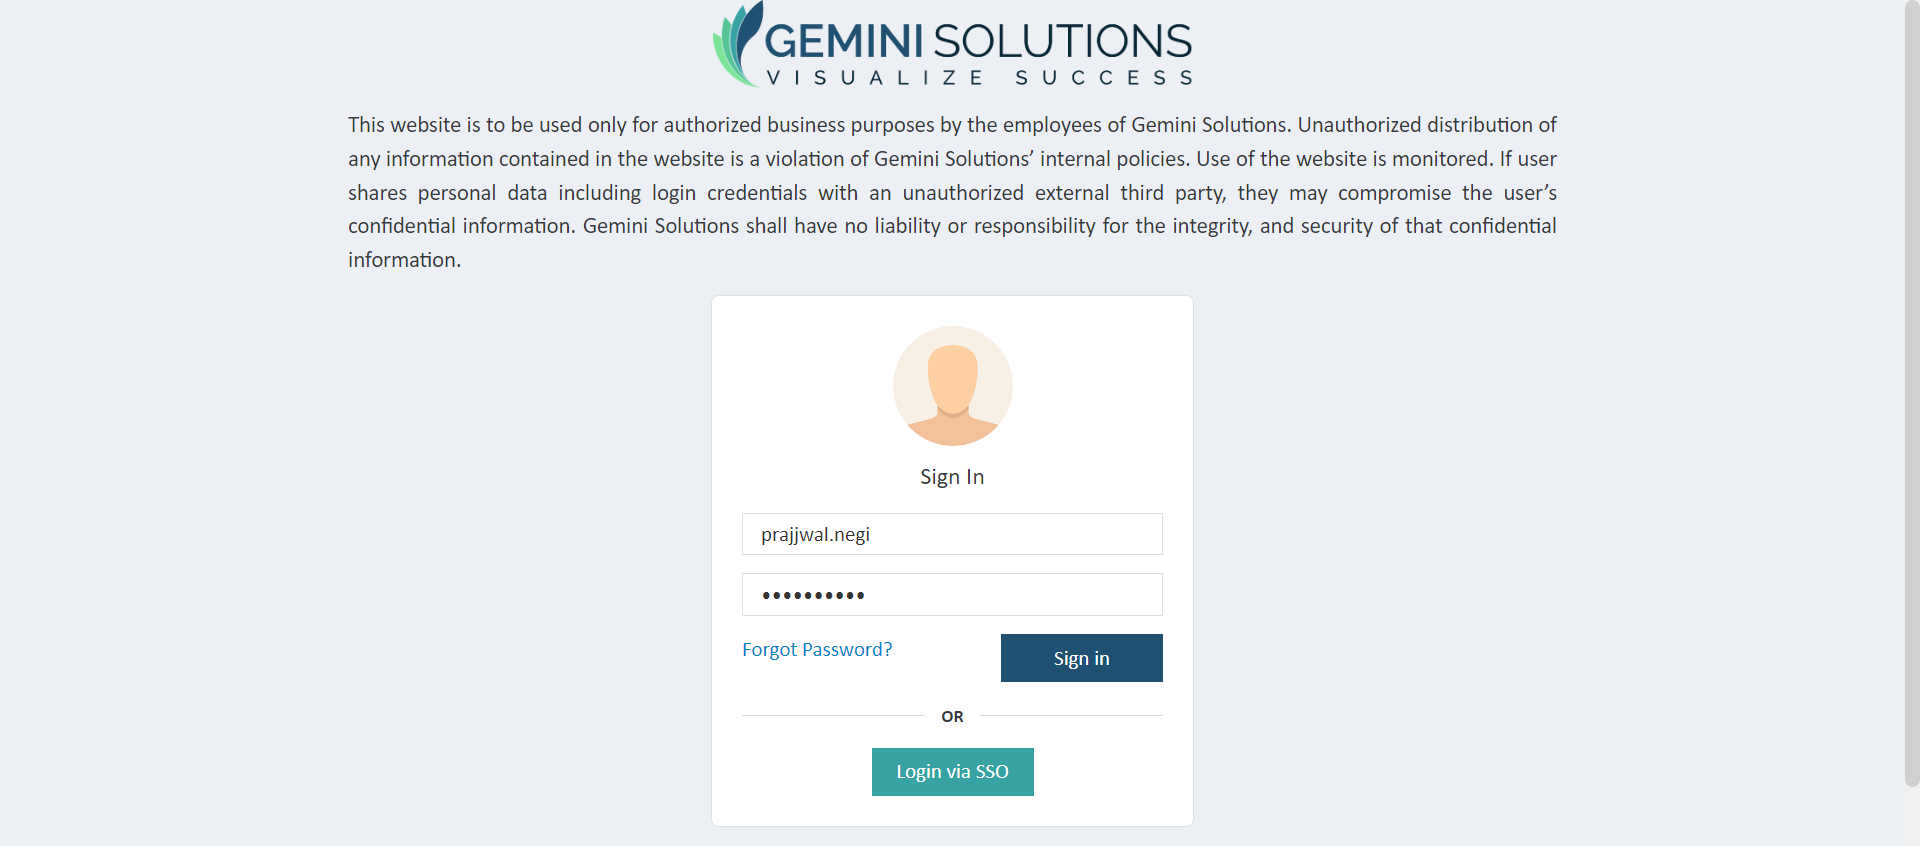 GEMINI SOLUTIONS
VISUALIZE SUCCESS
This website is to be used only for authorized business purposes by the employees of Gemini Solutions. Unauthorized distribution of
any information contained in the website is a violation of Gemini Solutions’ internal policies. Use of the website is monitored. If user
shares personal data including login credentials with an unauthorized external third party, they may compromise the user’s
confidential information. Gemini Solutions shall have no liability or responsibility for the integrity, and security of that confidential
information.
Sign In
prajjwal.negi
••••••••••
Forgot Password?
Sign in
OR
Login via SSO